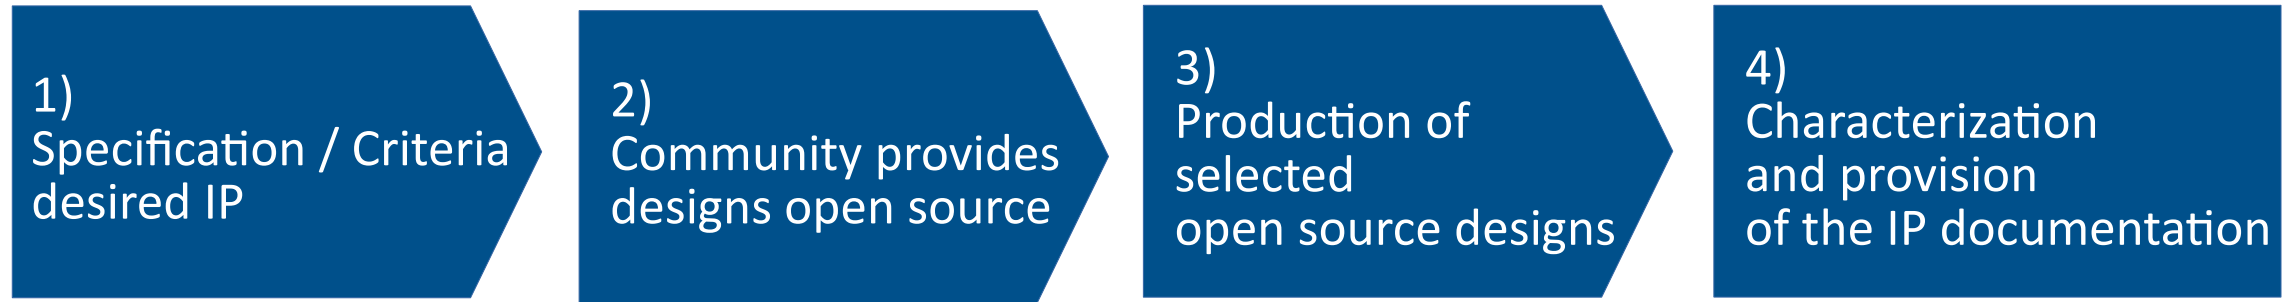 1)
Specification / Criteria
desired IP
2)
Community provides
designs open source
3)
Production of
selected
open source designs
4)
Characterization
and provision
of the IP documentation